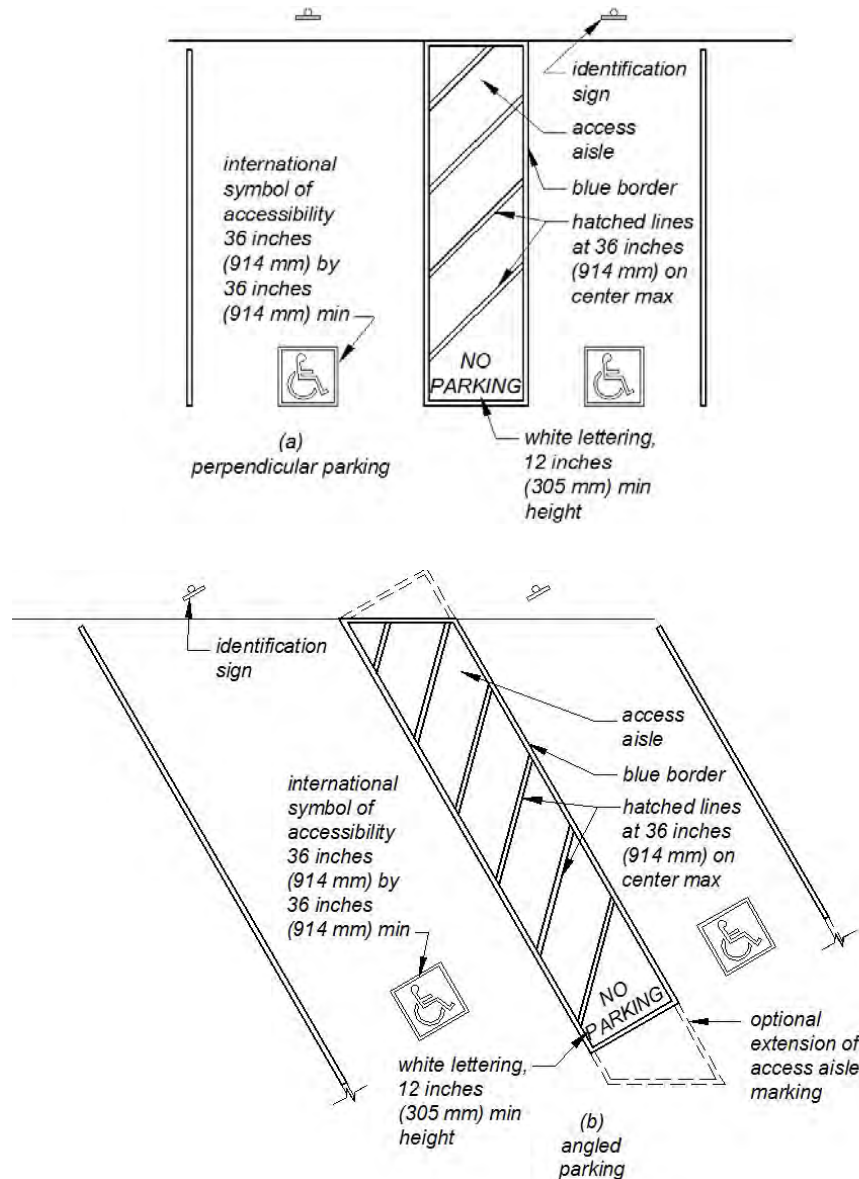 identification
sign
access
aisle
blue border
hatched lines
at 36 inches
(914 mm) on
center max
international
symbol of
accessibility
36 inches
(914 mm) by
36 inches
(914 mm) min
NO
PARKING
(a)
perpendicular parking
white lettering,
12 inches
(305 mm) min
height
identification
sign
access
aisle
blue border
hatched lines
at 36 inches
(914 mm) on
center max
international
symbol of
accessibility
36 inches
(914 mm) by
36 inches
(914 mm) min
NO
PARKING
white lettering,
12 inches
(305 mm) min
height
optional
extension of
access aisle
marking
(b)
angled
parking